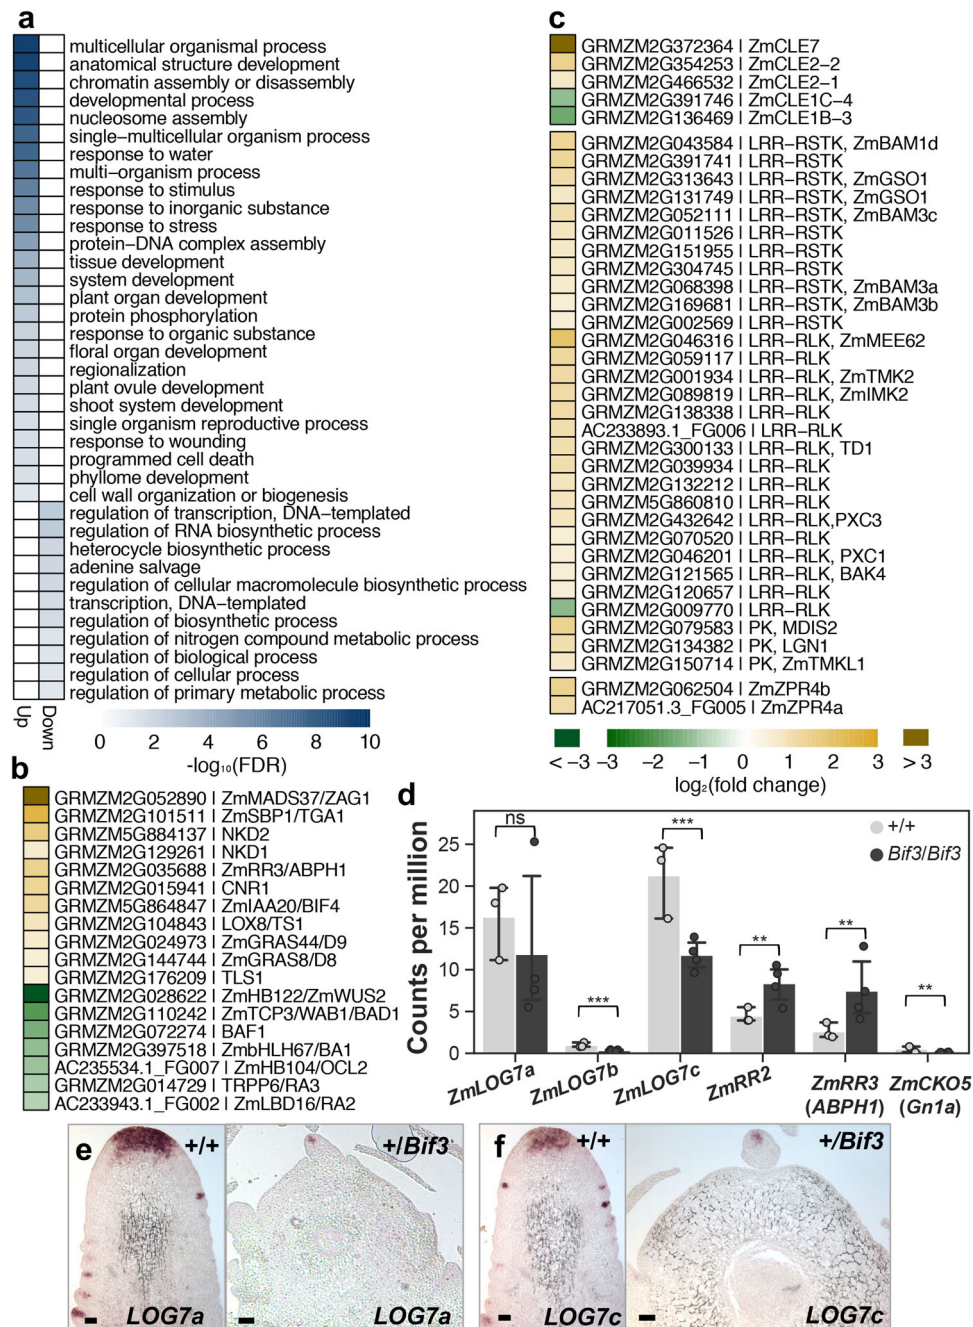 a
multicellular organismal process
anatomical structure development
chromatin assembly or disassembly
developmental process
nucleosome assembly
single−multicellular organism process
response to water
multi−organism process
response to stimulus
response to inorganic substance
response to stress
protein−DNA complex assembly
tissue development
system development
plant organ development
protein phosphorylation
response to organic substance
floral organ development
regionalization
plant ovule development
shoot system development
single organism reproductive process
response to wounding
programmed cell death
phyllome development
cell wall organization or biogenesis
regulation of transcription, DNA−templated
regulation of RNA biosynthetic process
heterocycle biosynthetic process
adenine salvage
regulation of cellular macromolecule biosynthetic process
transcription, DNA−templated
regulation of biosynthetic process
regulation of nitrogen compound metabolic process
regulation of biological process
regulation of cellular process
regulation of primary metabolic process
Up
Down
0 2 4 6 8 10
-log₁₀(FDR)
b
GRMZM2G052890 | ZmMADS37/ZAG1
GRMZM2G101511 | ZmSBP1/TGA1
GRMZM5G884137 | NKD2
GRMZM2G129261 | NKD1
GRMZM2G035688 | ZmRR3/ABPH1
GRMZM2G015941 | CNR1
GRMZM5G864847 | ZmIAA20/BIF4
GRMZM2G104843 | LOX8/TS1
GRMZM2G024973 | ZmGRAS44/D9
GRMZM2G144744 | ZmGRAS8/D8
GRMZM2G176209 | TLS1
GRMZM2G028622 | ZmHB122/ZmWUS2
GRMZM2G110242 | ZmTCP3/WAB1/BAD1
GRMZM2G072274 | BAF1
GRMZM2G397518 | ZmbHLH67/BA1
AC235534.1_FG007 | ZmHB104/OCL2
GRMZM2G014729 | TRPP6/RA3
AC233943.1_FG002 | ZmLBD16/RA2
c
GRMZM2G372364 | ZmCLE7
GRMZM2G354253 | ZmCLE2−2
GRMZM2G466532 | ZmCLE2−1
GRMZM2G391746 | ZmCLE1C−4
GRMZM2G136469 | ZmCLE1B−3
GRMZM2G043584 | LRR−RSTK, ZmBAM1d
GRMZM2G391741 | LRR−RSTK
GRMZM2G313643 | LRR−RSTK, ZmGSO1
GRMZM2G131749 | LRR−RSTK, ZmGSO1
GRMZM2G052111 | LRR−RSTK, ZmBAM3c
GRMZM2G011526 | LRR−RSTK
GRMZM2G151955 | LRR−RSTK
GRMZM2G304745 | LRR−RSTK
GRMZM2G068398 | LRR−RSTK, ZmBAM3a
GRMZM2G169681 | LRR−RSTK, ZmBAM3b
GRMZM2G002569 | LRR−RSTK
GRMZM2G046316 | LRR−RLK, ZmMEE62
GRMZM2G059117 | LRR−RLK
GRMZM2G001934 | LRR−RLK, ZmTMK2
GRMZM2G089819 | LRR−RLK, ZmIMK2
GRMZM2G138338 | LRR−RLK
AC233893.1_FG006 | LRR−RLK
GRMZM2G300133 | LRR−RLK, TD1
GRMZM2G039934 | LRR−RLK
GRMZM2G132212 | LRR−RLK
GRMZM5G860810 | LRR−RLK
GRMZM2G432642 | LRR−RLK,PXC3
GRMZM2G070520 | LRR−RLK
GRMZM2G046201 | LRR−RLK, PXC1
GRMZM2G121565 | LRR−RLK, BAK4
GRMZM2G120657 | LRR−RLK
GRMZM2G009770 | LRR−RLK
GRMZM2G079583 | PK, MDIS2
GRMZM2G134382 | PK, LGN1
GRMZM2G150714 | PK, ZmTMKL1
GRMZM2G062504 | ZmZPR4b
AC217051.3_FG005 | ZmZPR4a
< −3 −3 −2 −1 0 1 2 3 > 3
log₂(fold change)
d
Counts per million
25
20
15
10
5
0
ns
***
***
**
**
**
+/+
Bif3/Bif3
ZmLOG7a
ZmLOG7b
ZmLOG7c
ZmRR2
ZmRR3
(ABPH1)
ZmCKO5
(Gn1a)
e
+/+
LOG7a
+/Bif3
LOG7a
f
+/+
LOG7c
+/Bif3
LOG7c